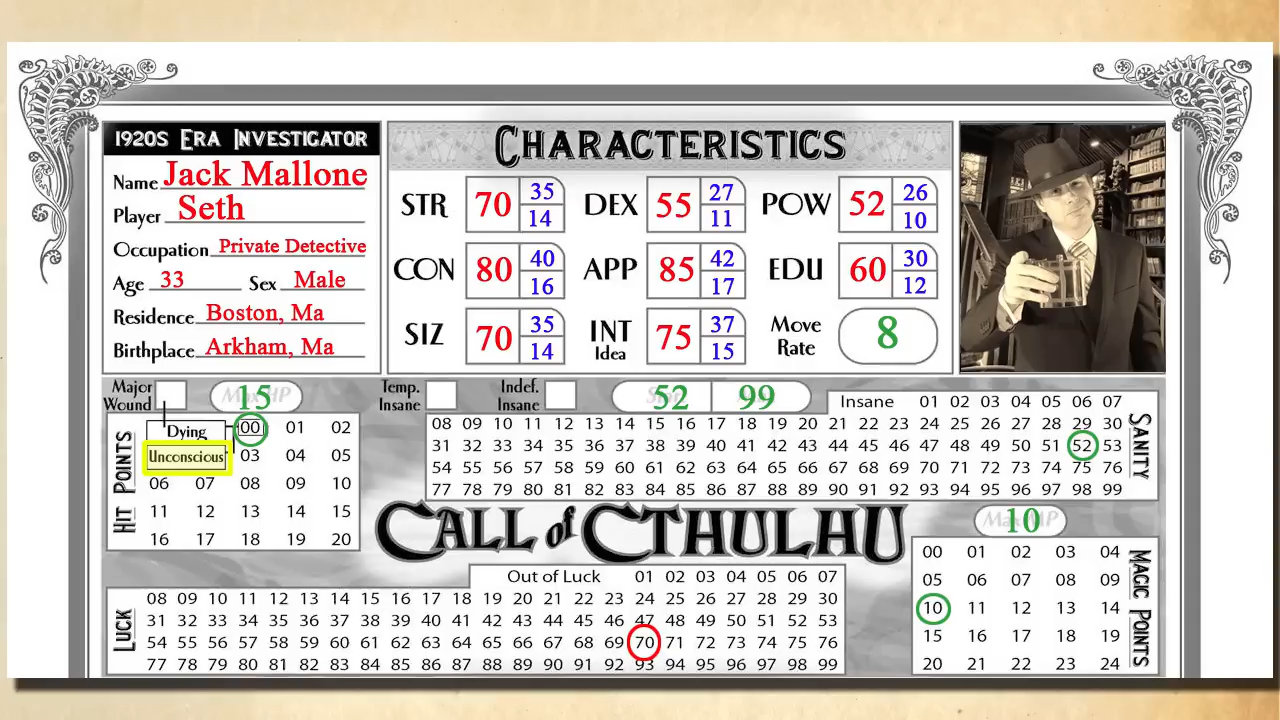 1920s Era Investigator
Name Jack Mallone
Player Seth
Occupation Private Detective
Age 33 Sex Male
Residence Boston, Ma
Birthplace Arkham, Ma
Characteristics
STR 70 35 14 DEX 55 27 11 POW 52 26 10
CON 80 40 16 APP 85 42 17 EDU 60 30 12
SIZ 70 35 14 INT Idea 75 37 15 Move Rate 8
Major Wound 15
Dying 00 01 02
Unconscious 03 04 05
06 07 08 09 10
11 12 13 14 15
16 17 18 19 20
Hit Points
Temp. Insane Indef. Insane 52 99
Insane 01 02 03 04 05 06 07
08 09 10 11 12 13 14 15 16 17 18 19 20 21 22 23 24 25 26 27 28 29 30
31 32 33 34 35 36 37 38 39 40 41 42 43 44 45 46 47 48 49 50 51 52 53
54 55 56 57 58 59 60 61 62 63 64 65 66 67 68 69 70 71 72 73 74 75 76
77 78 79 80 81 82 83 84 85 86 87 88 89 90 91 92 93 94 95 96 97 98 99
Sanity
Call of Cthulhu
Max MP 10
00 01 02 03 04
05 06 07 08 09
10 11 12 13 14
15 16 17 18 19
20 21 22 23 24
Magic Points
Out of Luck 01 02 03 04 05 06 07
08 09 10 11 12 13 14 15 16 17 18 19 20 21 22 23 24 25 26 27 28 29 30
31 32 33 34 35 36 37 38 39 40 41 42 43 44 45 46 47 48 49 50 51 52 53
54 55 56 57 58 59 60 61 62 63 64 65 66 67 68 69 70 71 72 73 74 75 76
77 78 79 80 81 82 83 84 85 86 87 88 89 90 91 92 93 94 95 96 97 98 99
Luck